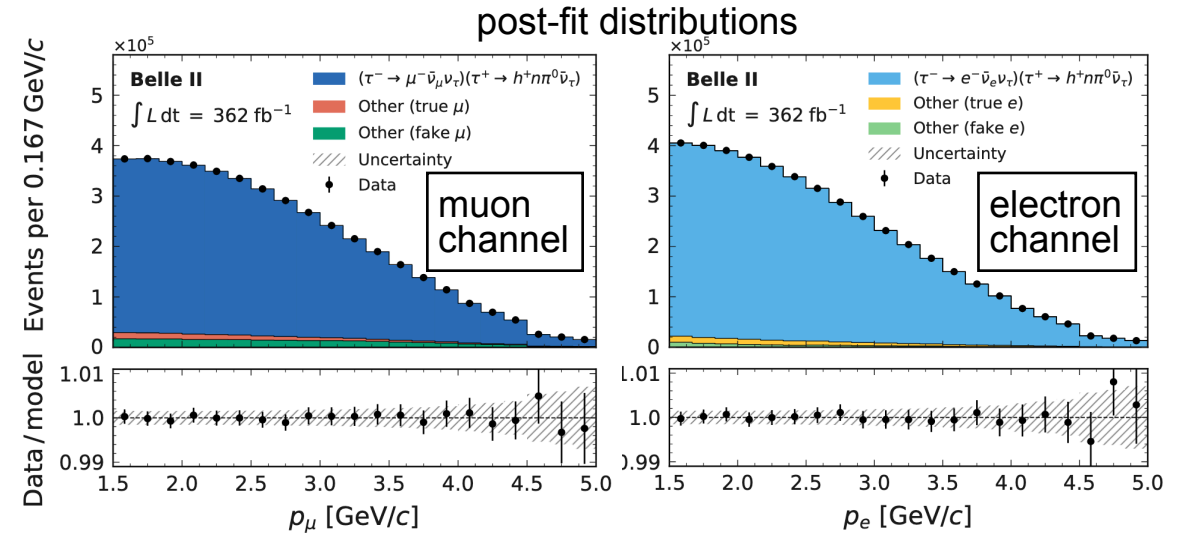 post-fit distributions
×10⁵
Events per 0.167 GeV/c
5
4
3
2
1
0
Belle II
∫ L dt = 362 fb⁻¹
(τ⁻ → μ⁻ν̄_μν_τ)(τ⁺ → h⁺nπ⁰ν̄_τ)
Other (true μ)
Other (fake μ)
Uncertainty
Data
muon
channel
Data / model
1.01
1.0
0.99
1.5 2.0 2.5 3.0 3.5 4.0 4.5 5.0
p_μ [GeV/c]
×10⁵
5
4
3
2
1
0
Belle II
∫ L dt = 362 fb⁻¹
(τ⁻ → e⁻ν̄_eν_τ)(τ⁺ → h⁺nπ⁰ν̄_τ)
Other (true e)
Other (fake e)
Uncertainty
Data
electron
channel
1.01
1.0
0.99
1.5 2.0 2.5 3.0 3.5 4.0 4.5 5.0
p_e [GeV/c]